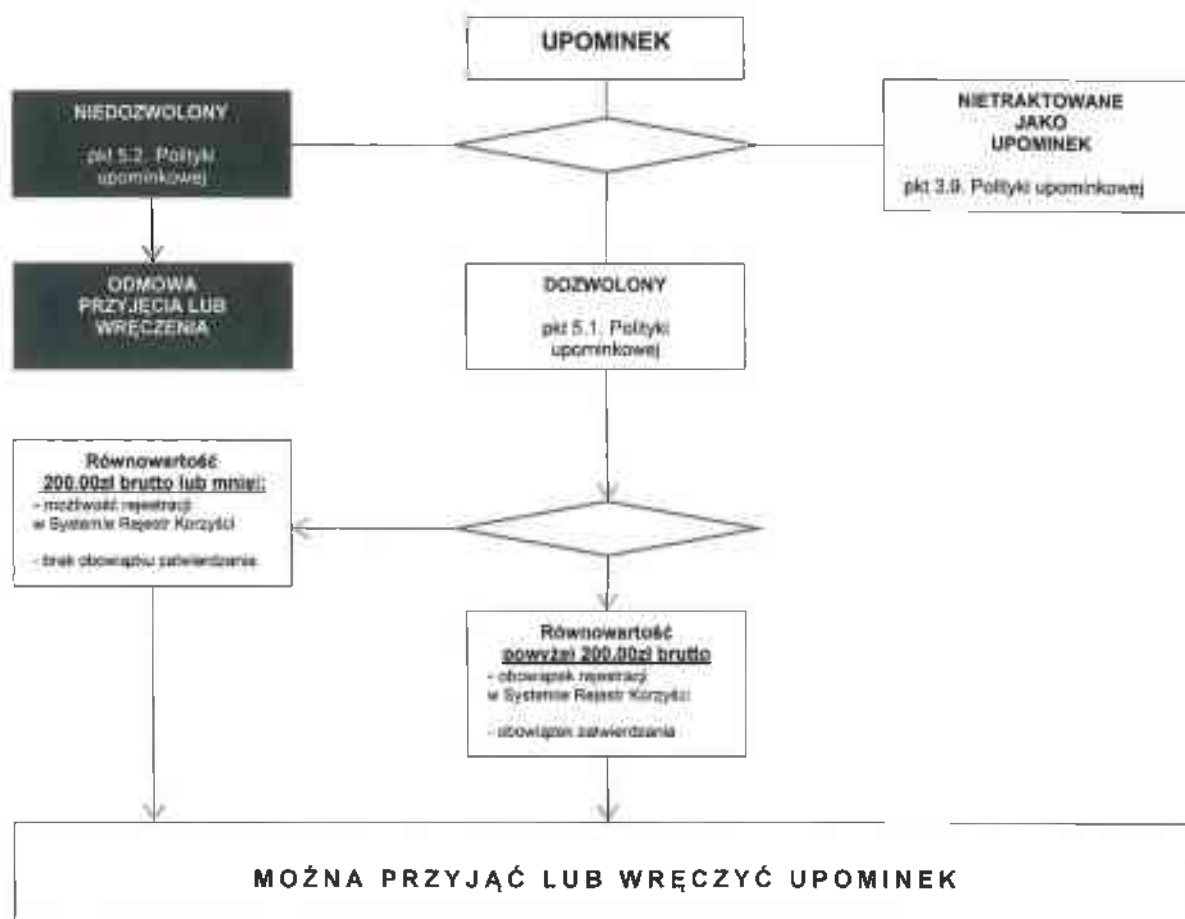 UPOMINEK
NIEDOZWOLONY
pkt 5.2. Polityki
upominkowej
NIETRAKTOWANE
JAKO
UPOMINEK
pkt 3.9. Polityki upominkowej
ODMOWA
PRZYJĘCIA LUB
WRĘCZENIA
DOZWOLONY
pkt 5.1. Polityki
upominkowej
Równowartość
200.00zł brutto lub mniej:
- możliwość rejestracji
w Systemie Rejestr Korzyści
- brak obowiązku zatwierdzania
Równowartość
powyżej 200.00zł brutto
- obowiązek rejestracji
w Systemie Rejestr Korzyści
- obowiązek zatwierdzania
MOŻNA PRZYJĄĆ LUB WRĘCZYĆ UPOMINEK